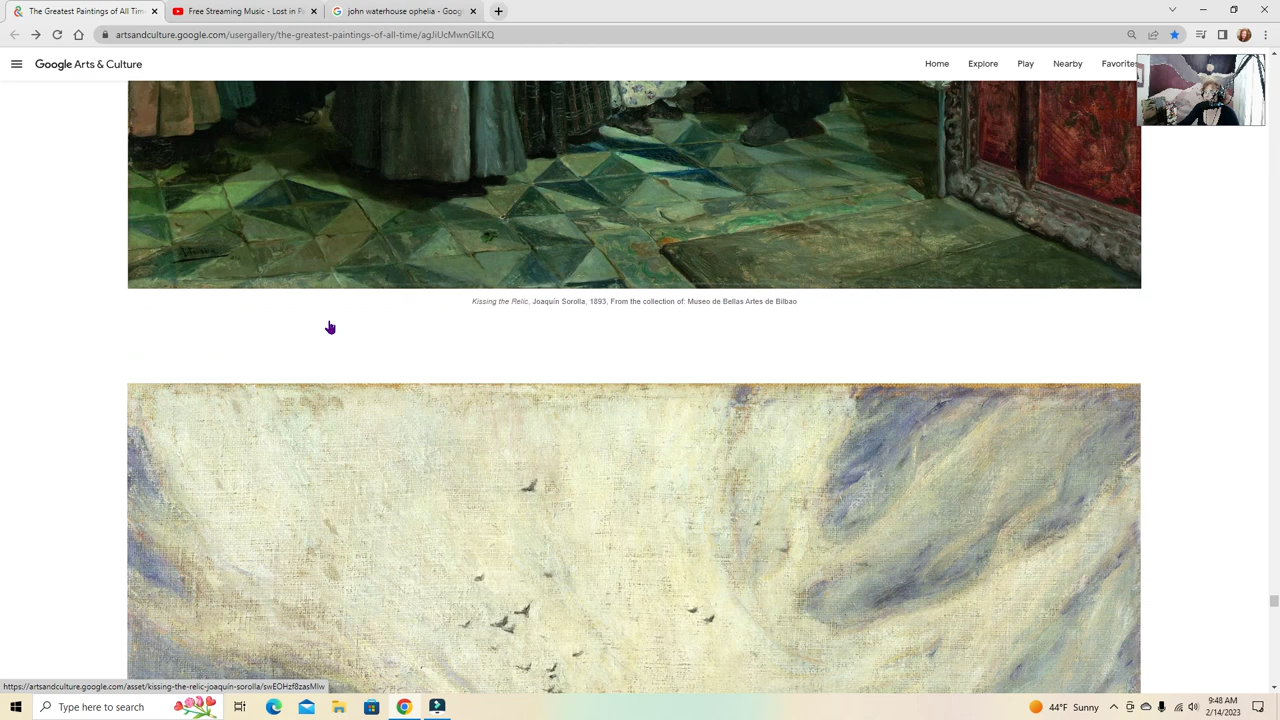 The Greatest Paintings of All Tim
Free Streaming Music - Lost in P
john waterhouse ophelia - Goog
artsandculture.google.com/usergallery/the-greatest-paintings-of-all-time/agJiUcMwnGILKQ
Google Arts & Culture
Home
Explore
Play
Nearby
Favorites
Kissing the Relic, Joaquín Sorolla, 1893, From the collection of: Museo de Bellas Artes de Bilbao
https://artsandculture.google.com/asset/kissing-the-relic-joaquín-sorolla/swEOHzf8zasMlw
Type here to search
44°F Sunny
9:48 AM
2/14/2023